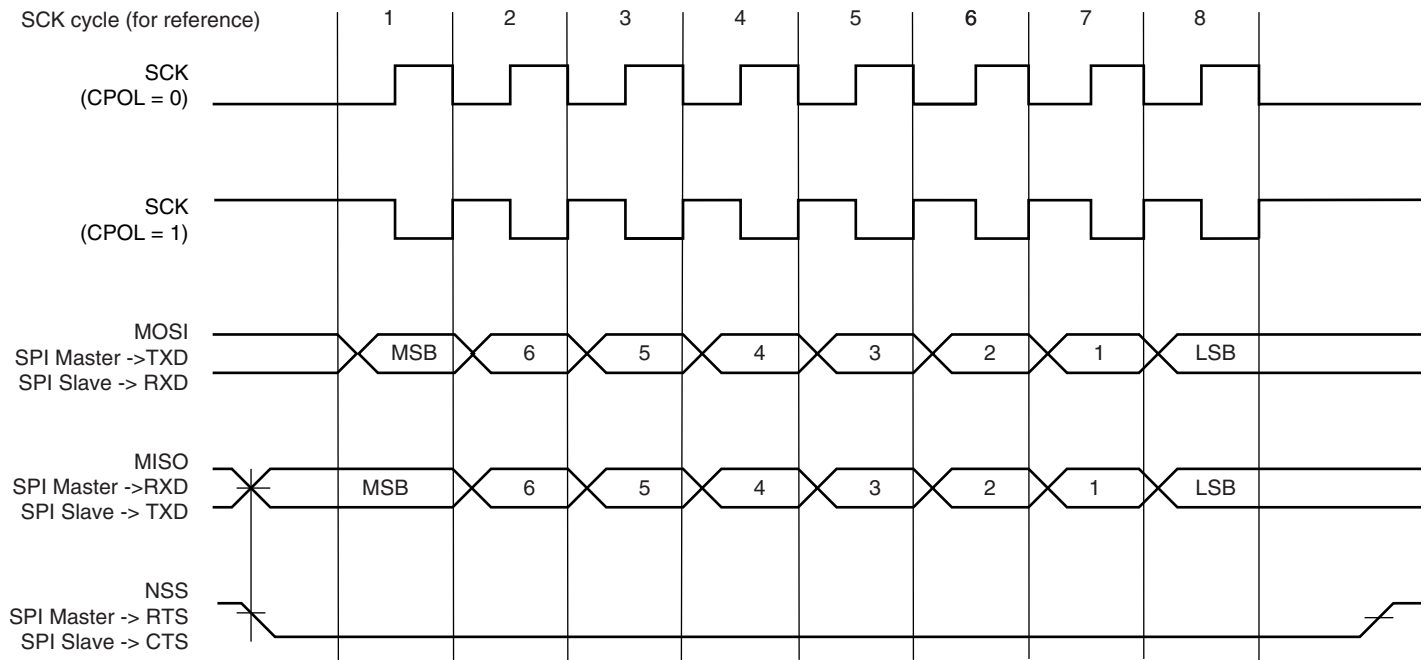 SCK cycle (for reference) 1 2 3 4 5 6 7 8
SCK
(CPOL = 0)
SCK
(CPOL = 1)
MOSI
SPI Master ->TXD
SPI Slave -> RXD
MSB 6 5 4 3 2 1 LSB
MISO
SPI Master ->RXD
SPI Slave -> TXD
MSB 6 5 4 3 2 1 LSB
NSS
SPI Master -> RTS
SPI Slave -> CTS